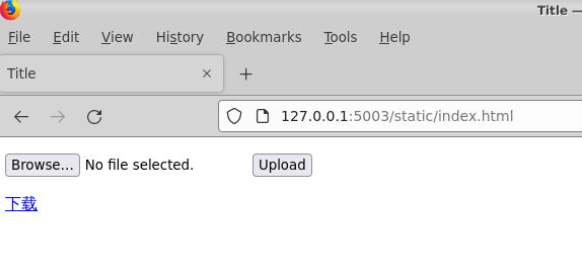 Title —
File Edit View History Bookmarks Tools Help
Title × +
127.0.0.1:5003/static/index.html
Browse... No file selected. Upload
下载